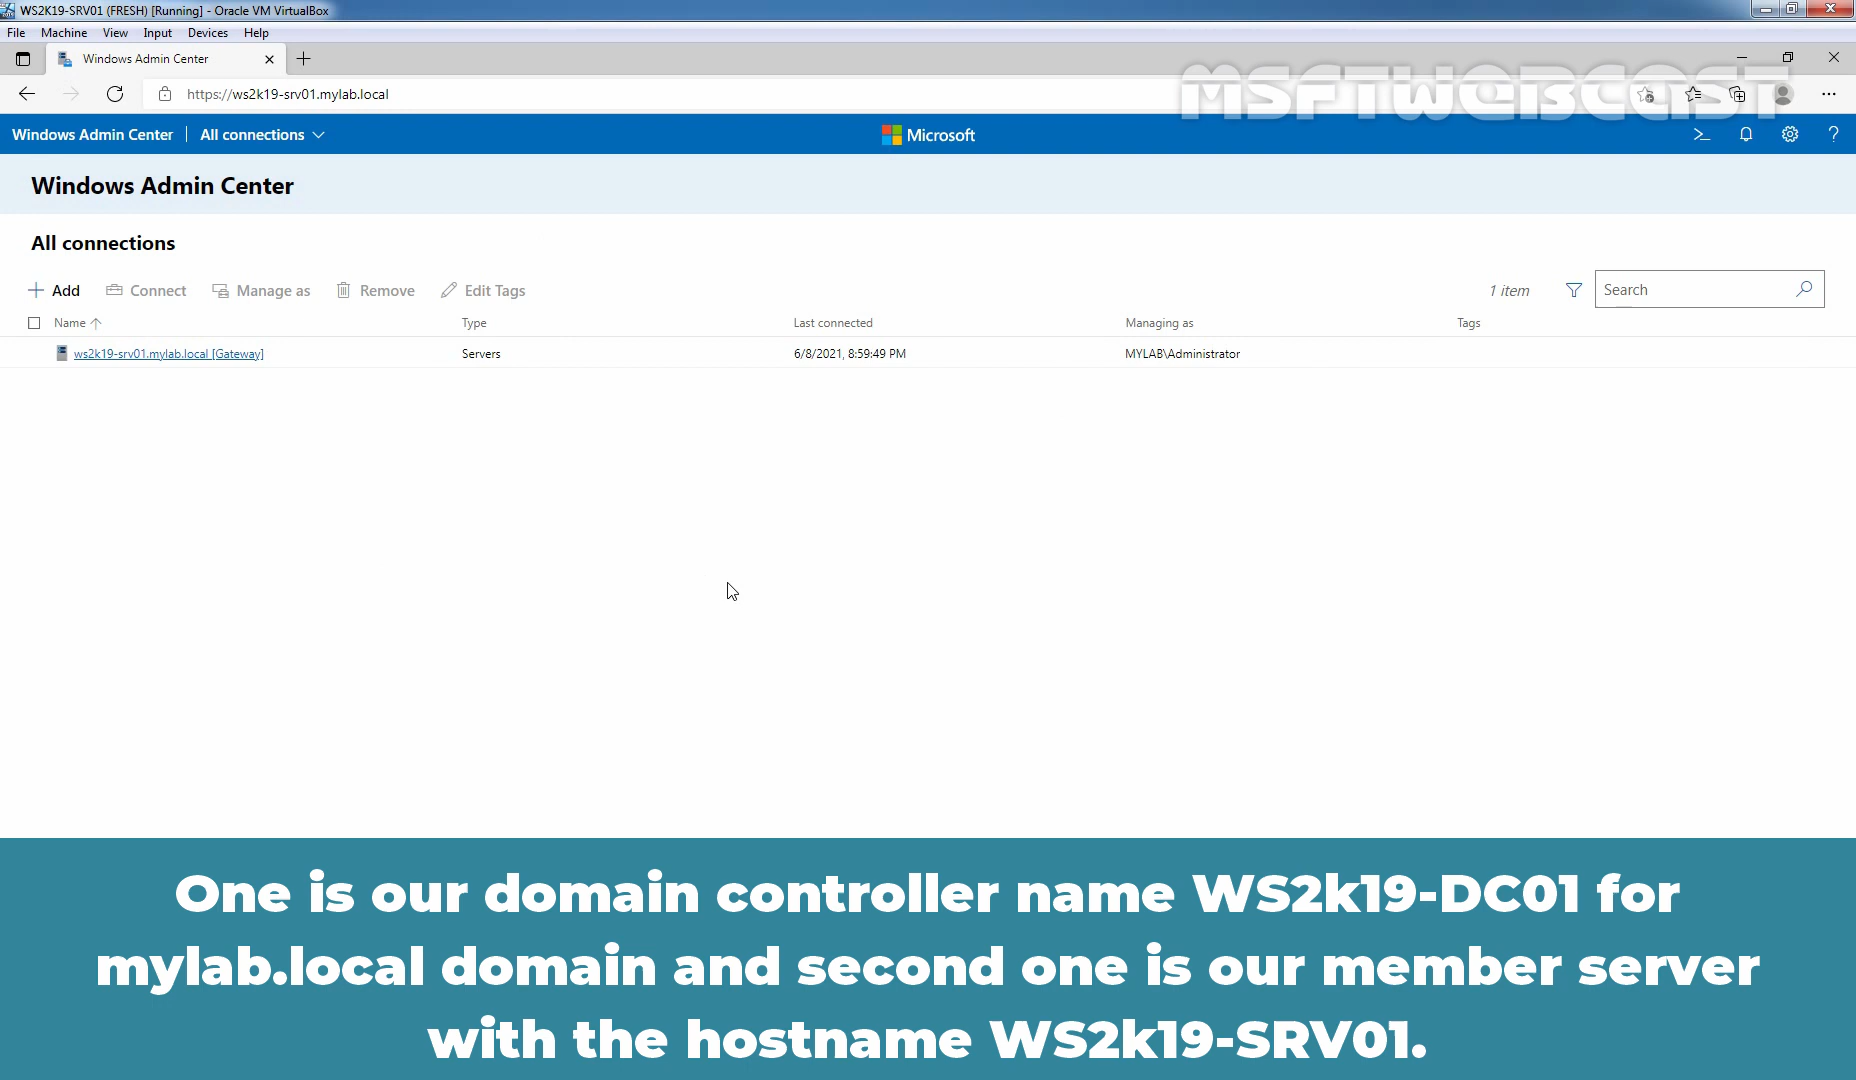 WS2K19-SRV01 (FRESH) [Running] - Oracle VM VirtualBox
File Machine View Input Devices Help
Windows Admin Center
https://ws2k19-srv01.mylab.local
MSFTWEBCAST
Windows Admin Center All connections Microsoft
Windows Admin Center
All connections
Add Connect Manage as Remove Edit Tags 1 item Search
Name Type Last connected Managing as Tags
ws2k19-srv01.mylab.local [Gateway] Servers 6/8/2021, 8:59:49 PM MYLAB\Administrator
One is our domain controller name WS2k19-DC01 for
mylab.local domain and second one is our member server
with the hostname WS2k19-SRV01.